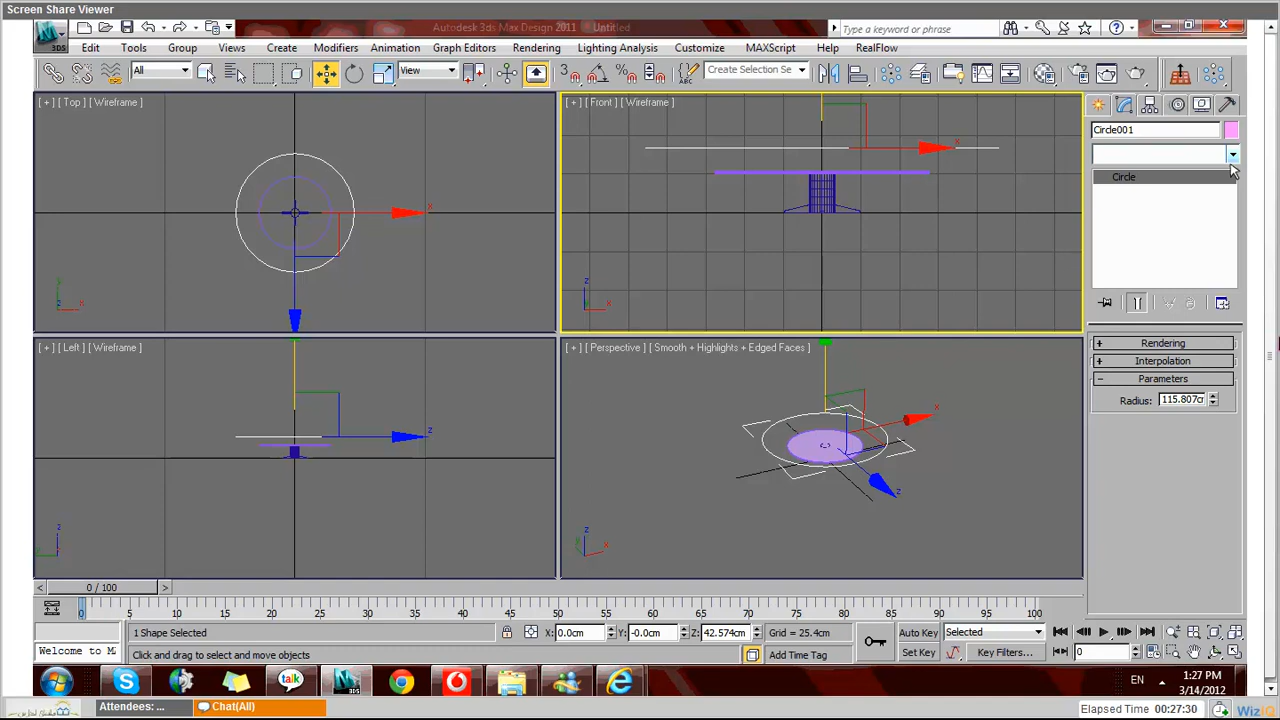 Screen Share Viewer
Autodesk 3ds Max Design 2011 Untitled
Type a keyword or phrase
3DS
Edit Tools Group Views Create Modifiers Animation Graph Editors Rendering Lighting Analysis Customize MAXScript Help RealFlow
All View 3 ABC Create Selection Se
[ + ] [ Top ] [ Wireframe ]
[ + ] [ Front ] [ Wireframe ]
Circle001
Circle
x
x
z
x
z
x
[ + ] [ Left ] [ Wireframe ]
[ + ] [ Perspective ] [ Smooth + Highlights + Edged Faces ]
+ Rendering
+ Interpolation
- Parameters
Radius: 115.807c
x
z
z
z
z
x
0 / 100
0 5 10 15 20 25 30 35 40 45 50 55 60 65 70 75 80 85 90 95 100
1 Shape Selected X: 0.0cm Y: -0.0cm Z: 42.574cm Grid = 25.4cm Auto Key Selected
Welcome to M Click and drag to select and move objects Add Time Tag Set Key Key Filters... 0
talk
EN 1:27 PM
3/14/2012
Attendees: ... Chat(All) Elapsed Time 00:27:30 WizIQ